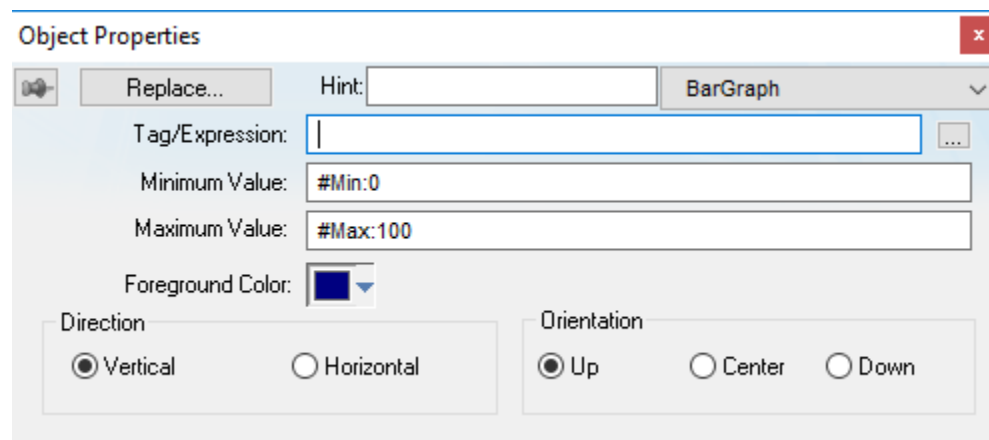 Object Properties x
Replace... Hint: BarGraph
Tag/Expression: ...
Minimum Value: #Min:0
Maximum Value: #Max:100
Foreground Color:
Direction Orientation
Vertical Horizontal Up Center Down